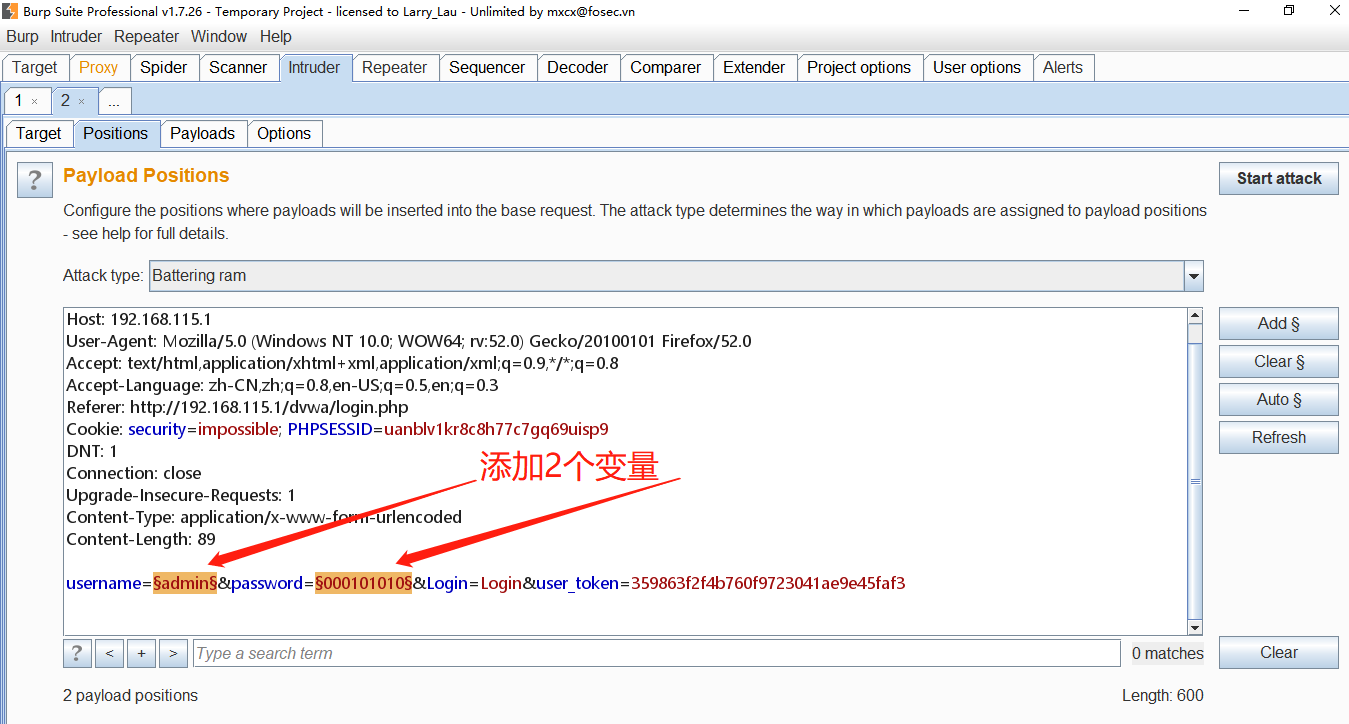 Burp Suite Professional v1.7.26 - Temporary Project - licensed to Larry_Lau - Unlimited by mxcx@fosec.vn
Burp Intruder Repeater Window Help
Target Proxy Spider Scanner Intruder Repeater Sequencer Decoder Comparer Extender Project options User options Alerts
1 × 2 × ...
Target Positions Payloads Options
? Payload Positions Start attack
Configure the positions where payloads will be inserted into the base request. The attack type determines the way in which payloads are assigned to payload positions
- see help for full details.
Attack type: Battering ram
Host: 192.168.115.1
Add §
User-Agent: Mozilla/5.0 (Windows NT 10.0; WOW64; rv:52.0) Gecko/20100101 Firefox/52.0
Accept: text/html,application/xhtml+xml,application/xml;q=0.9,*/*;q=0.8
Clear §
Accept-Language: zh-CN,zh;q=0.8,en-US;q=0.5,en;q=0.3
Referer: http://192.168.115.1/dvwa/login.php
Auto §
Cookie: security=impossible; PHPSESSID=uanblv1kr8c8h77c7gq69uisp9
Refresh
DNT: 1
添加2个变量
Connection: close
Upgrade-Insecure-Requests: 1
Content-Type: application/x-www-form-urlencoded
Content-Length: 89
username=§admin§&password=§000101010§&Login=Login&user_token=359863f2f4b760f9723041ae9e45faf3
? < + > Type a search term 0 matches Clear
2 payload positions Length: 600